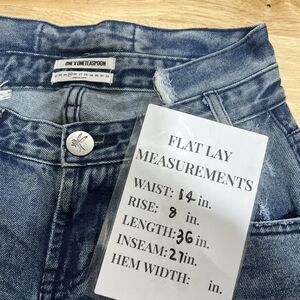 ONE X ONETEASPOON
FLAT LAY
MEASUREMENTS
WAIST: 14 in.
RISE: 8 in.
LENGTH: 36 in.
INSEAM: 27 in.
HEM WIDTH: in.